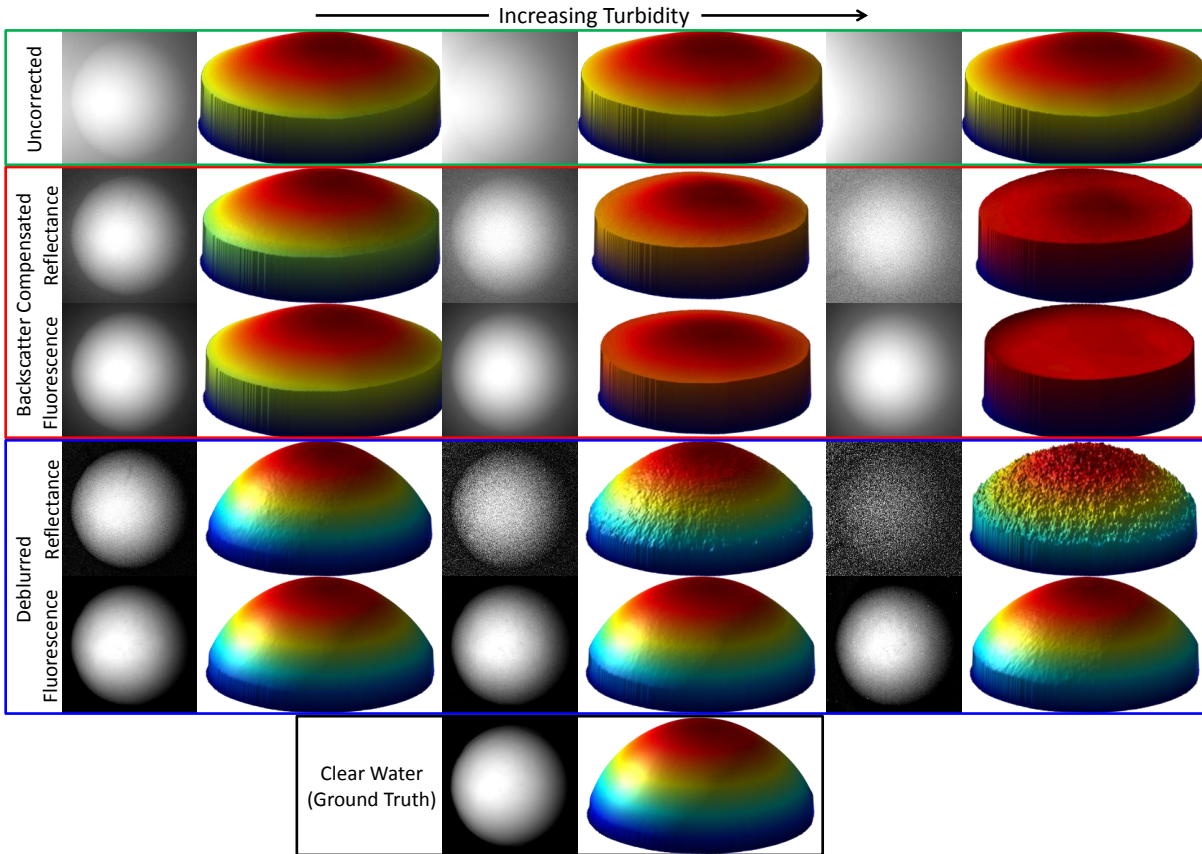 Increasing Turbidity
Uncorrected
Backscatter Compensated
Reflectance
Fluorescence
Deblurred
Reflectance
Fluorescence
Clear Water
(Ground Truth)